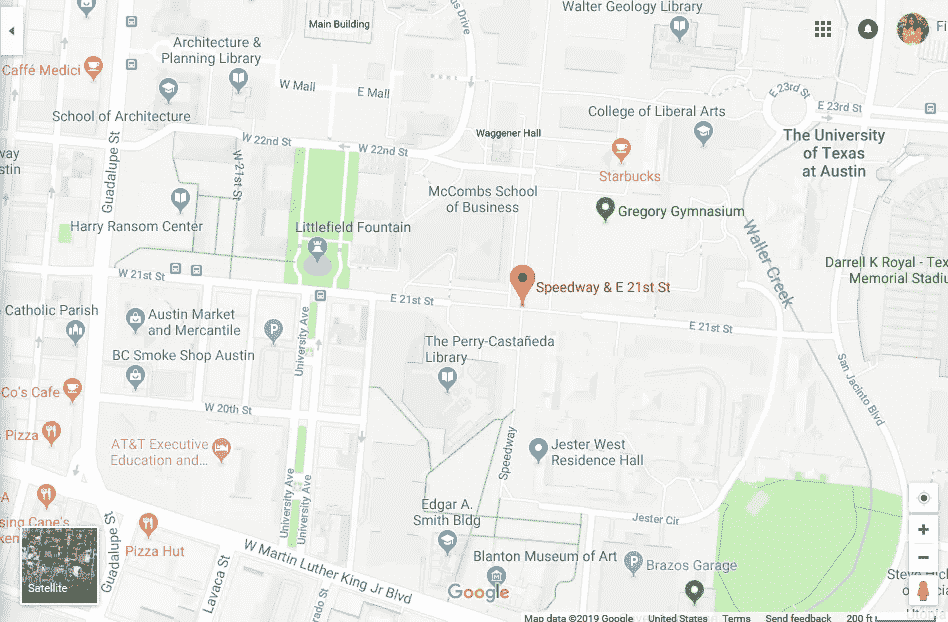 Walter Geology Library
Main Building
Drive
Fi
Architecture &
Planning Library
Caffé Medici
W Mall
E Mall
School of Architecture
College of Liberal Arts
E 23rd St
E 23rd St
The University
of Texas
at Austin
Waggener Hall
W 22nd St
W 22nd St
Guadalupe St
W 21st St
Starbucks
McCombs School
of Business
Gregory Gymnasium
Harry Ransom Center
Littlefield Fountain
Waller Creek
Darrell K Royal - Tex
Memorial Stadiu
W 21st St
E 21st St
Speedway & E 21st St
E 21st St
Catholic Parish
Austin Market
and Mercantile
University Ave
The Perry-Castañeda
Library
BC Smoke Shop Austin
San Jacinto Blvd
Co's Cafe
W 20th St
Pizza
AT&T Executive
Education and...
Speedway
Jester West
Residence Hall
University Ave
University Ave
Edgar A.
Smith Bldg
Jester Cir
A
sing Cane's
Guadalupe St
Pizza Hut
Lavaca St
W Martin Luther King Jr Blvd
Blanton Museum of Art
Brazos Garage
Satellite
Google
Map data ©2019 Google
United States
Terms
Send feedback
200 ft